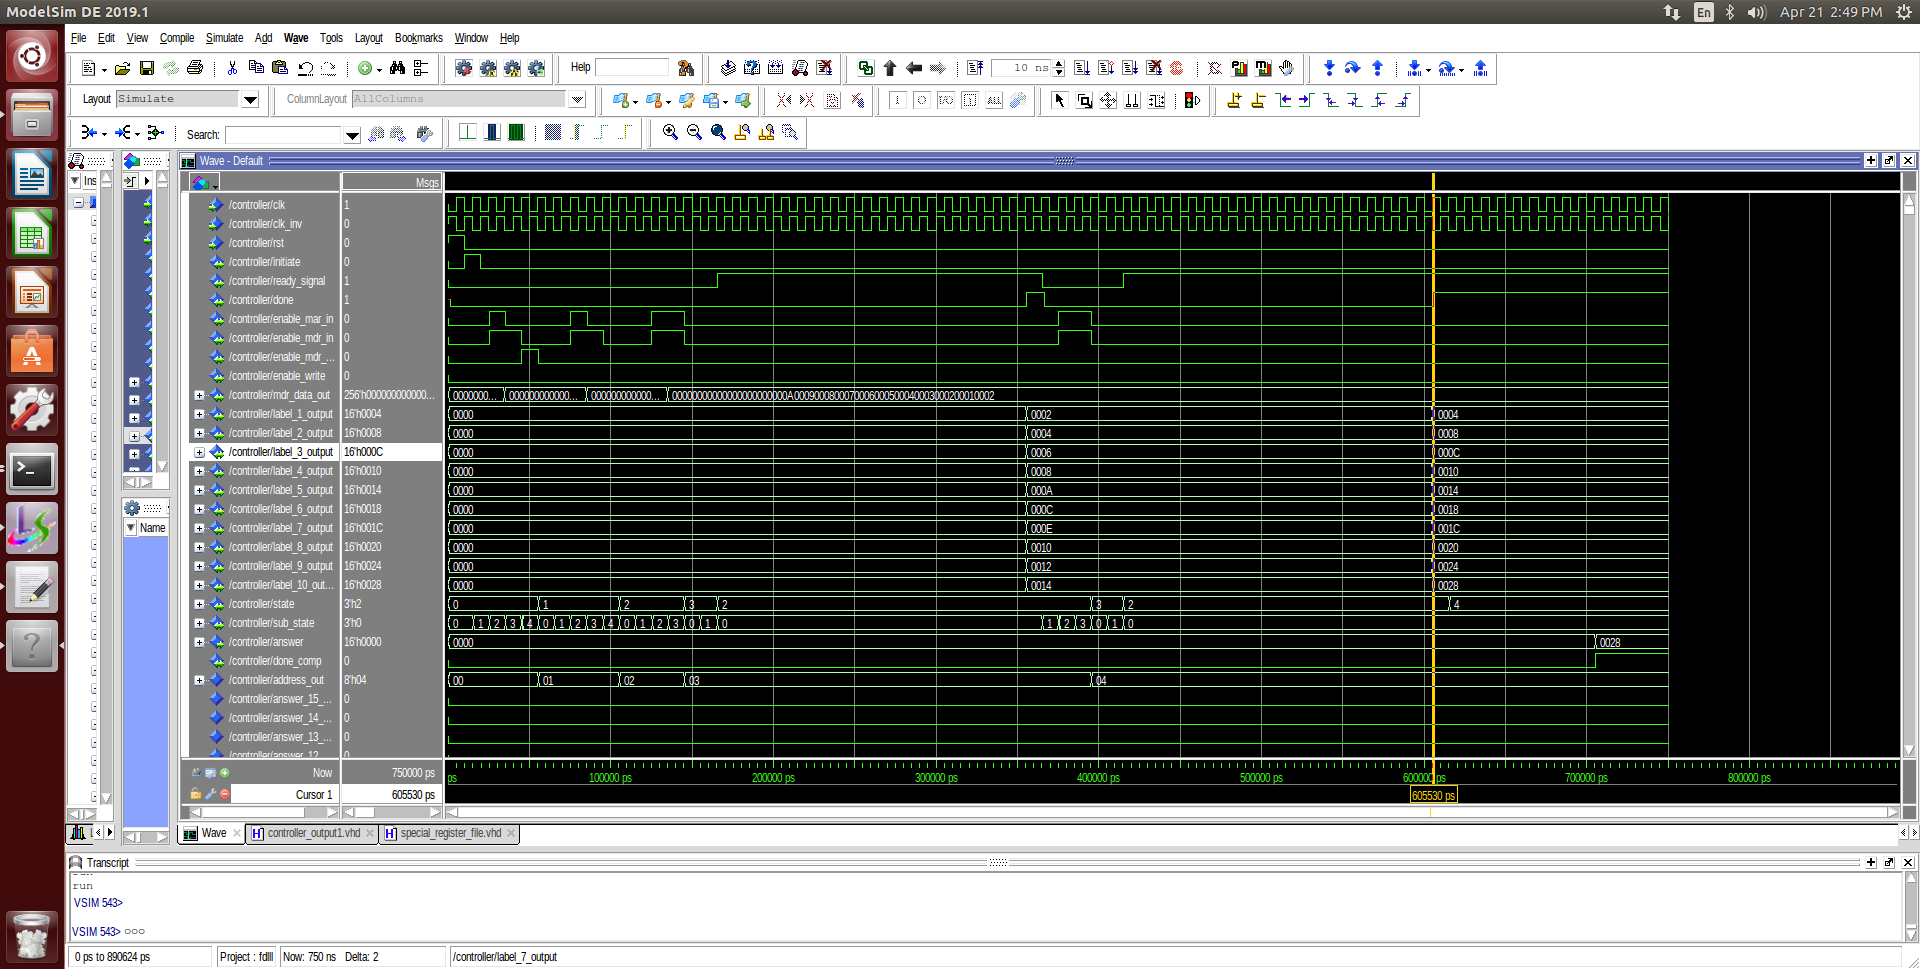 ModelSim DE 2019.1
En
Apr 21 2:49 PM
File Edit View Compile Simulate Add Wave Tools Layout Bookmarks Window Help
Help
10 ns
Layout Simulate
ColumnLayout AllColumns
ALL
Search:
Wave - Default
Ins
Msgs
/controller/clk 1
/controller/clk_inv 0
/controller/rst 0
/controller/initiate 0
/controller/ready_signal 1
/controller/done 1
/controller/enable_mar_in 0
/controller/enable_mdr_in 0
/controller/enable_mdr_... 0
/controller/enable_write 0
/controller/mdr_data_out 256'h000000000000... 0000000... 000000000000... 000000000000... 00000000000000000000000A000900080007000600050004000300020001​0002
/controller/label_1_output 16'h0004 0000 0002 0004
/controller/label_2_output 16'h0008 0000 0004 0008
/controller/label_3_output 16'h000C 0000 0006 000C
/controller/label_4_output 16'h0010 0000 0008 0010
/controller/label_5_output 16'h0014 0000 000A 0014
/controller/label_6_output 16'h0018 0000 000C 0018
/controller/label_7_output 16'h001C 0000 000E 001C
/controller/label_8_output 16'h0020 0000 0010 0020
/controller/label_9_output 16'h0024 0000 0012 0024
/controller/label_10_out... 16'h0028 0000 0014 0028
/controller/state 3'h2 0 1 2 3 2 3 2 4
/controller/sub_state 3'h0 0 1 2 3 4 0 1 2 3 4 0 1 2 3 0 1 0 1 2 3 0 1 0
/controller/answer 16'h0000 0000 0028
/controller/done_comp 0
/controller/address_out 8'h04 00 01 02 03 04
/controller/answer_15_... 0
/controller/answer_14_... 0
/controller/answer_13_... 0
/controller/answer_12_... 0
Name
Now 750000 ps
ps 100000 ps 200000 ps 300000 ps 400000 ps 500000 ps 600000 ps 700000 ps 800000 ps
Cursor 1 605530 ps
605530 ps
Wave controller_output1.vhd special_register_file.vhd
Transcript
run
VSIM 543>
VSIM 543>
0 ps to 890624 ps Project : fdlll Now: 750 ns Delta: 2 /controller/label_7_output